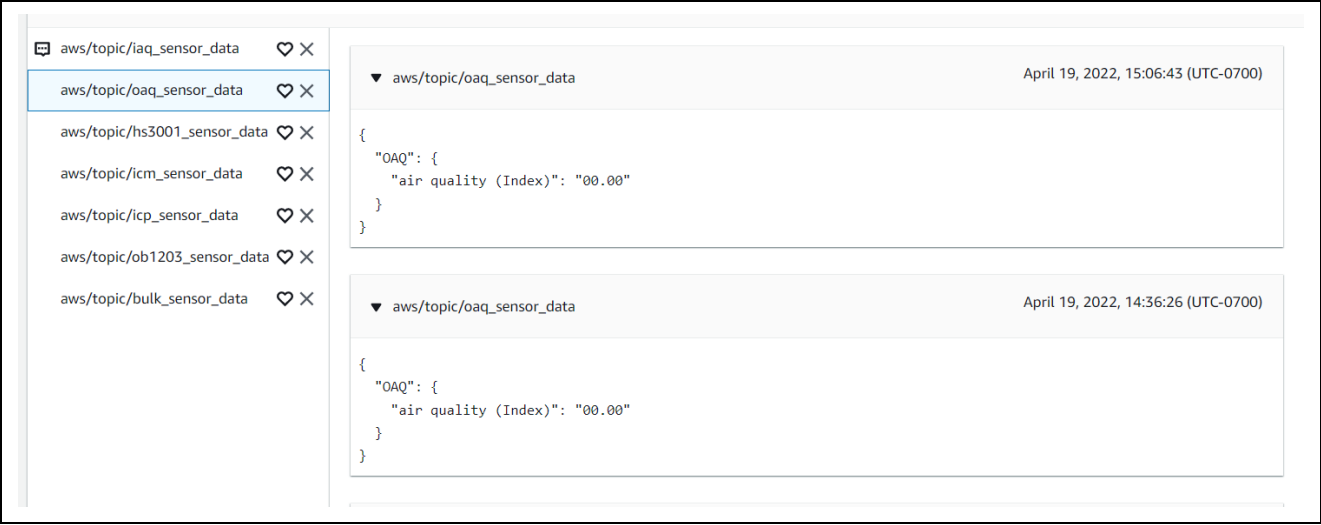 aws/topic/iaq_sensor_data
aws/topic/oaq_sensor_data
aws/topic/hs3001_sensor_data
aws/topic/icm_sensor_data
aws/topic/icp_sensor_data
aws/topic/ob1203_sensor_data
aws/topic/bulk_sensor_data
aws/topic/oaq_sensor_data April 19, 2022, 15:06:43 (UTC-0700)
{
"OAQ": {
"air quality (Index)": "00.00"
}
}
aws/topic/oaq_sensor_data April 19, 2022, 14:36:26 (UTC-0700)
{
"OAQ": {
"air quality (Index)": "00.00"
}
}